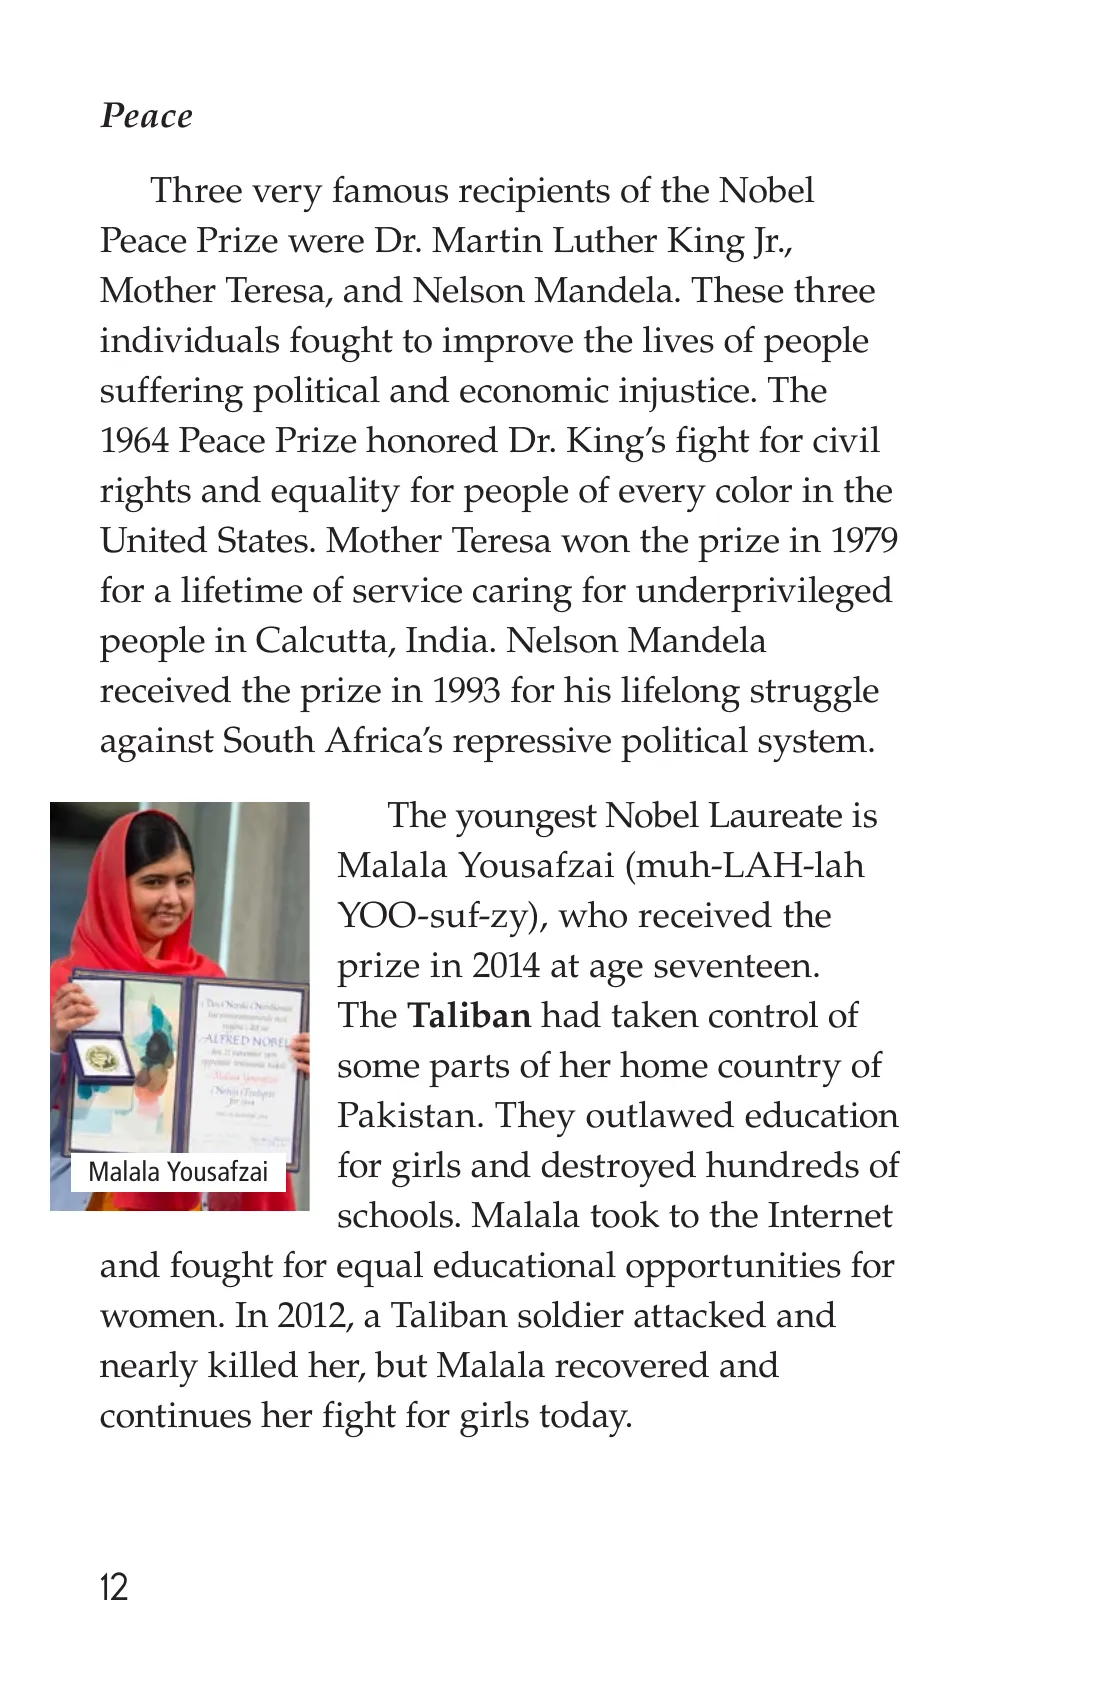 Peace
Three very famous recipients of the Nobel
Peace Prize were Dr. Martin Luther King Jr.,
Mother Teresa, and Nelson Mandela. These three
individuals fought to improve the lives of people
suffering political and economic injustice. The
1964 Peace Prize honored Dr. King’s fight for civil
rights and equality for people of every color in the
United States. Mother Teresa won the prize in 1979
for a lifetime of service caring for underprivileged
people in Calcutta, India. Nelson Mandela
received the prize in 1993 for his lifelong struggle
against South Africa’s repressive political system.
The youngest Nobel Laureate is
Malala Yousafzai (muh-LAH-lah
YOO-suf-zy), who received the
prize in 2014 at age seventeen.
The Taliban had taken control of
some parts of her home country of
Pakistan. They outlawed education
for girls and destroyed hundreds of
schools. Malala took to the Internet
and fought for equal educational opportunities for
women. In 2012, a Taliban soldier attacked and
nearly killed her, but Malala recovered and
continues her fight for girls today.
ALFRED NOBEL
Malala Yousafzai
12